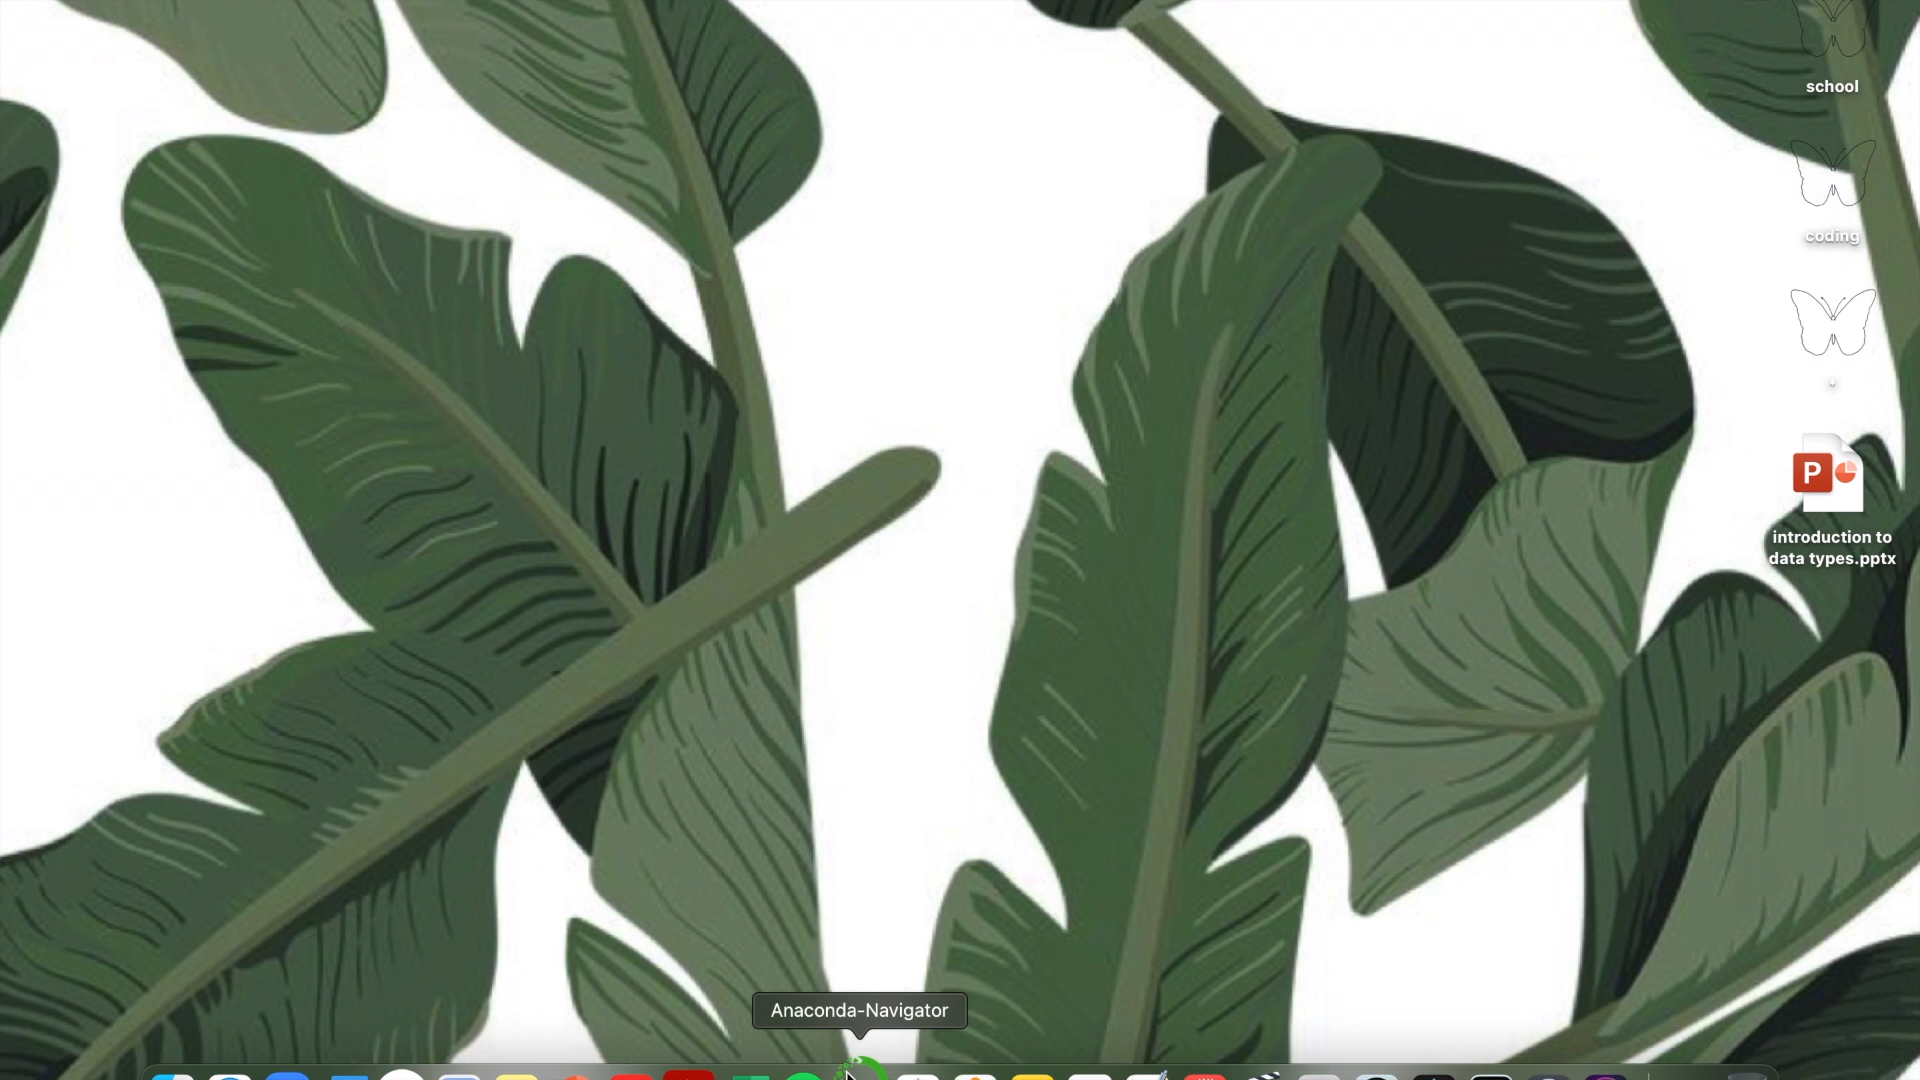 school
coding
P
introduction to
data types.pptx
Anaconda-Navigator